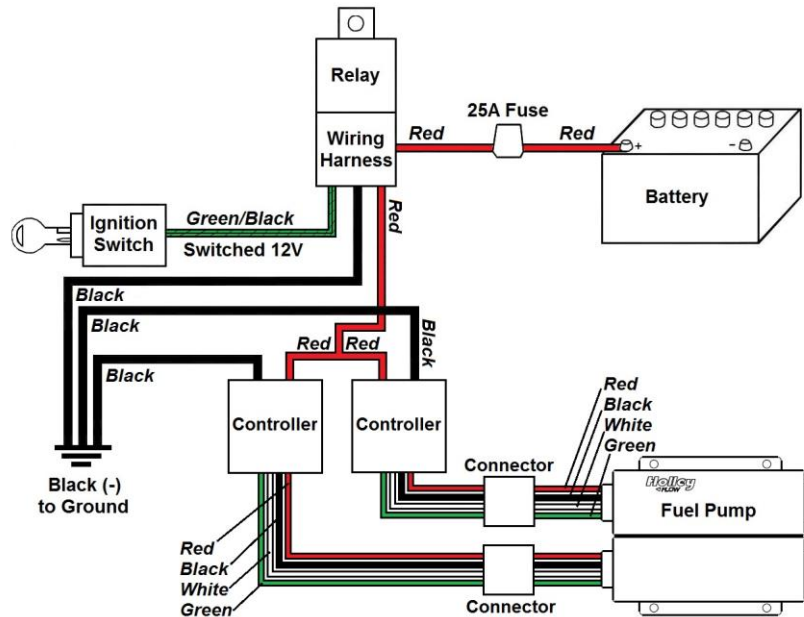 Relay
25A Fuse
Wiring
Harness
Red
Red
+
−
Battery
Ignition
Switch
Green/Black
Switched 12V
Red
Black
Black
Black
Red
Red
Black
Controller
Controller
Black (-)
to Ground
Red
Black
White
Green
Connector
Holley
FLOW
Fuel Pump
Red
Black
White
Green
Connector